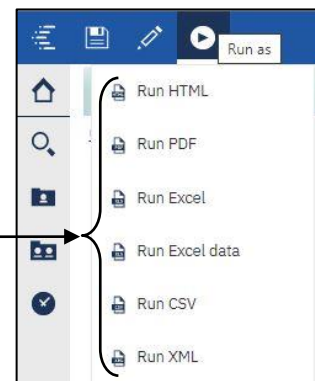 Run as
Run HTML
Run PDF
Run Excel
Run Excel data
Run CSV
Run XML